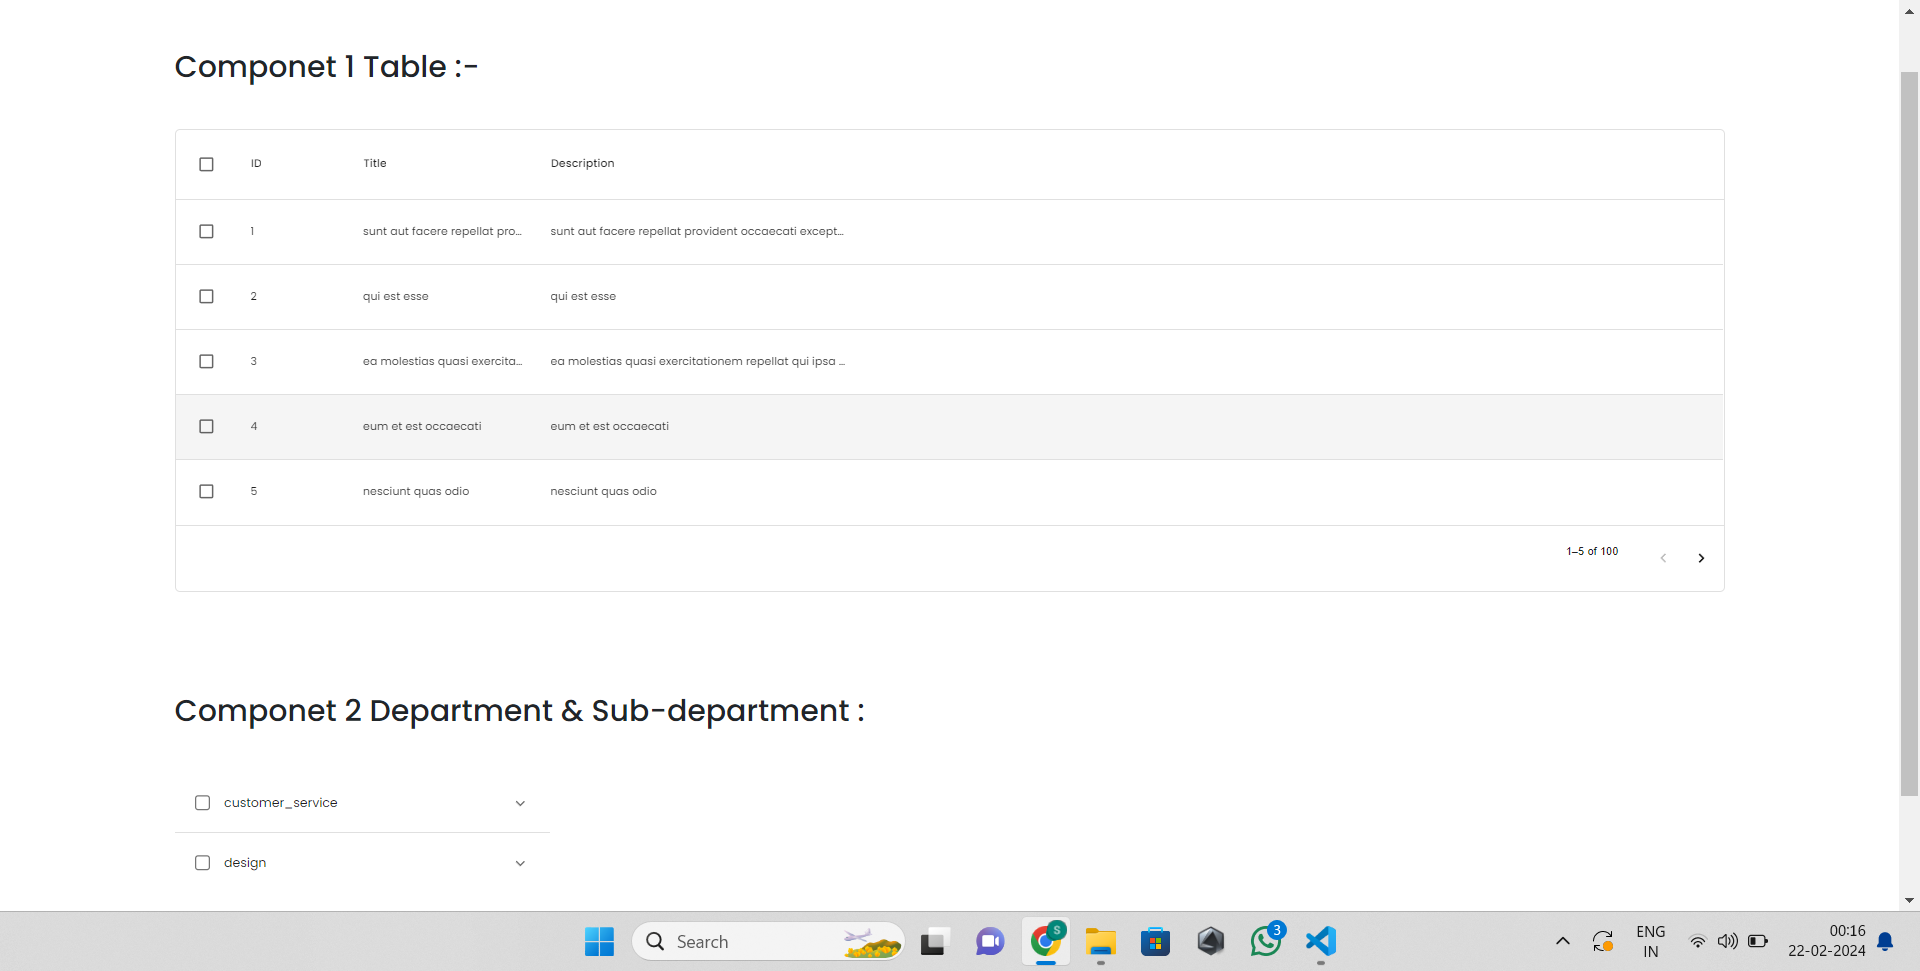 Componet 1 Table :-
ID Title Description
1 sunt aut facere repellat pro... sunt aut facere repellat provident occaecati except...
2 qui est esse qui est esse
3 ea molestias quasi exercita... ea molestias quasi exercitationem repellat qui ipsa ...
4 eum et est occaecati eum et est occaecati
5 nesciunt quas odio nesciunt quas odio
1–5 of 100
Componet 2 Department & Sub-department :
customer_service
design
Search
S
3
ENG
IN
00:16
22-02-2024